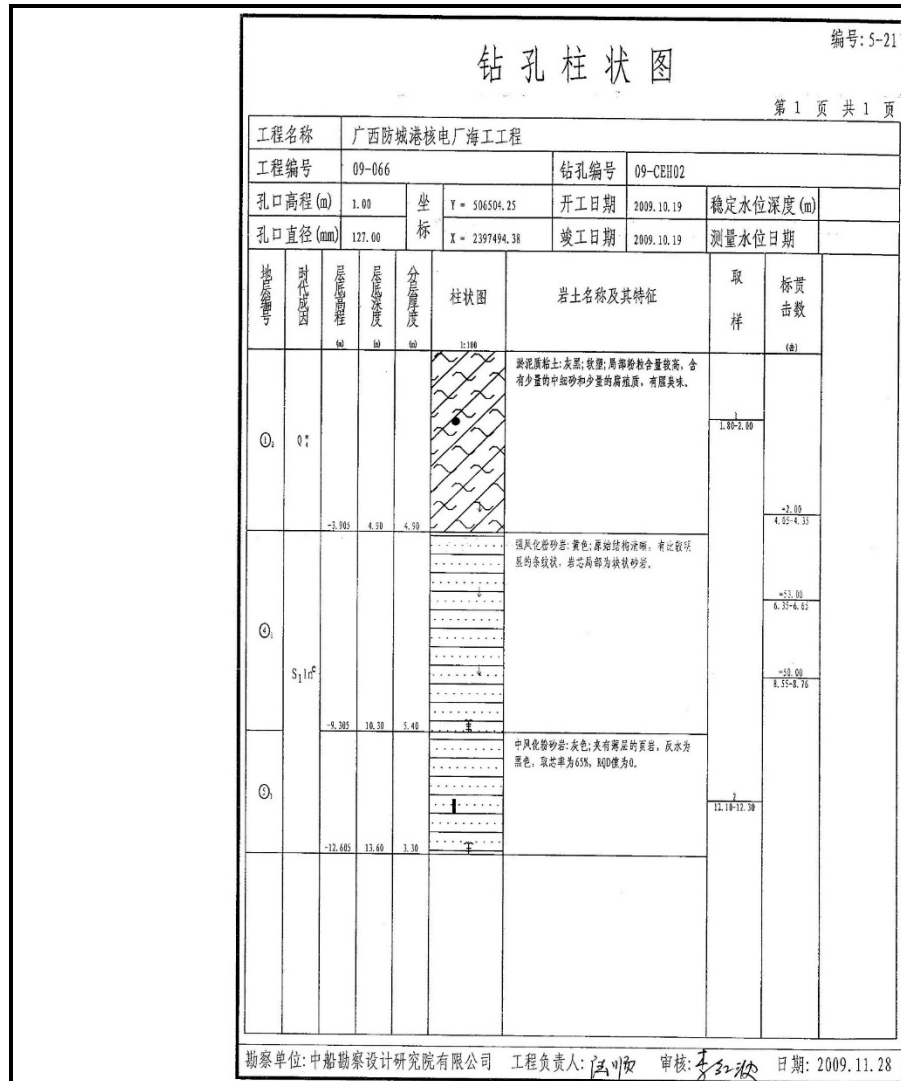 编号: 5-21
钻孔柱状图
第 1 页 共 1 页
工程名称 广西防城港核电厂海工工程
工程编号 09-066 钻孔编号 09-CEH02
孔口高程(m) 1.00 坐标 Y = 506504.25 开工日期 2009.10.19 稳定水位深度(m)
孔口直径(mm) 127.00 X = 2397494.38 竣工日期 2009.10.19 测量水位日期
地层编号 时代成因 层底高程(m) 层底深度(m) 分层厚度(m) 柱状图 1:100 岩土名称及其特征 取样 标贯击数(击)
淤泥质粘土:灰黑;软塑;局部粉粒含量较高,含
有少量的中细砂和少量的腐殖质,有腥臭味。
1
1.80-2.00
①₂
=2.00
4.05-4.35
-3.905 4.90 4.90
强风化粉砂岩:黄色;原始结构清晰,有比较明
显的条纹状,岩芯局部为块状砂岩。
=53.00
6.35-6.65
④₁
S₁lnᶜ
=50.00
8.55-8.76
-9.305 10.30 5.40
中风化粉砂岩:灰色;夹有薄层的页岩,反水为
黑色,取芯率为65%,RQD值为0。
⑤₁
2
12.10-12.30
-12.605 13.60 3.30
勘察单位:中船勘察设计研究院有限公司 工程负责人: 审核: 日期: 2009.11.28